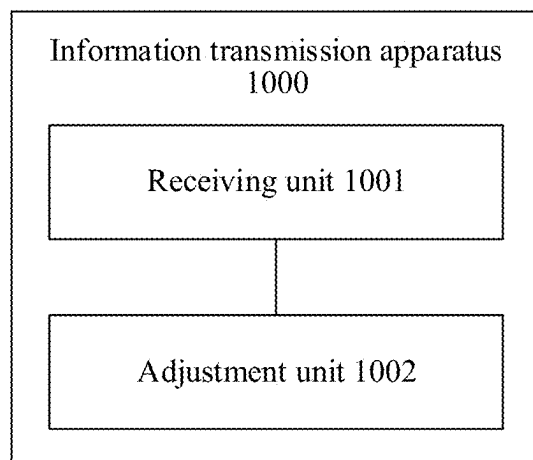 Information transmission apparatus
1000
Receiving unit 1001
Adjustment unit 1002